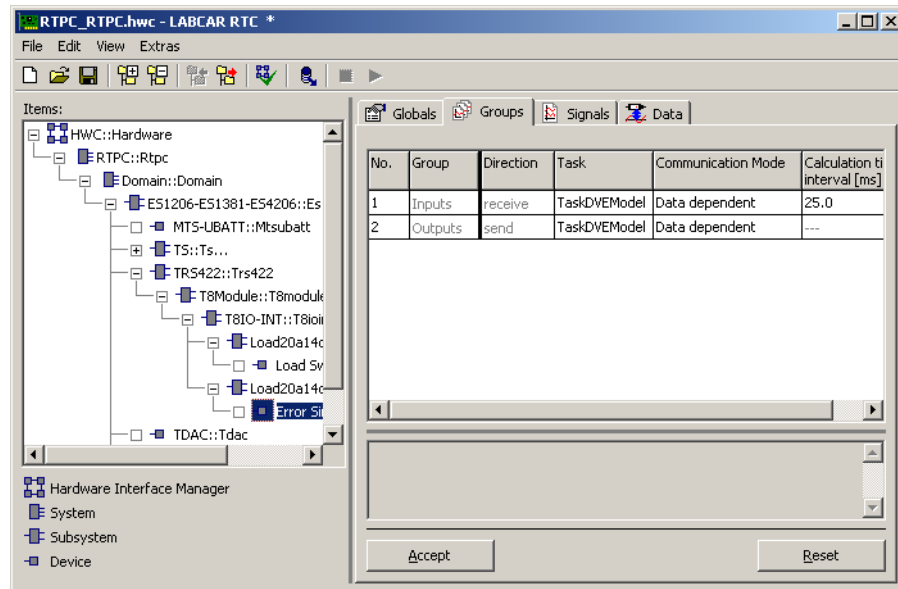 RTPC_RTPC.hwc - LABCAR RTC *
File Edit View Extras
Items:
HWC::Hardware
RTPC::Rtpc
Domain::Domain
ES1206-ES1381-ES4206::Es
MTS-UBATT::Mtsubatt
TS::Ts...
TRS422::Trs422
T8Module::T8module
T8IO-INT::T8ioin
Load20a14c
Load Sw
Load20a14c
Error Si
TDAC::Tdac
Hardware Interface Manager
System
Subsystem
Device
Globals Groups Signals Data
No. Group Direction Task Communication Mode Calculation ti
interval [ms]
1 Inputs receive TaskDVEModel Data dependent 25.0
2 Outputs send TaskDVEModel Data dependent ---
Accept Reset